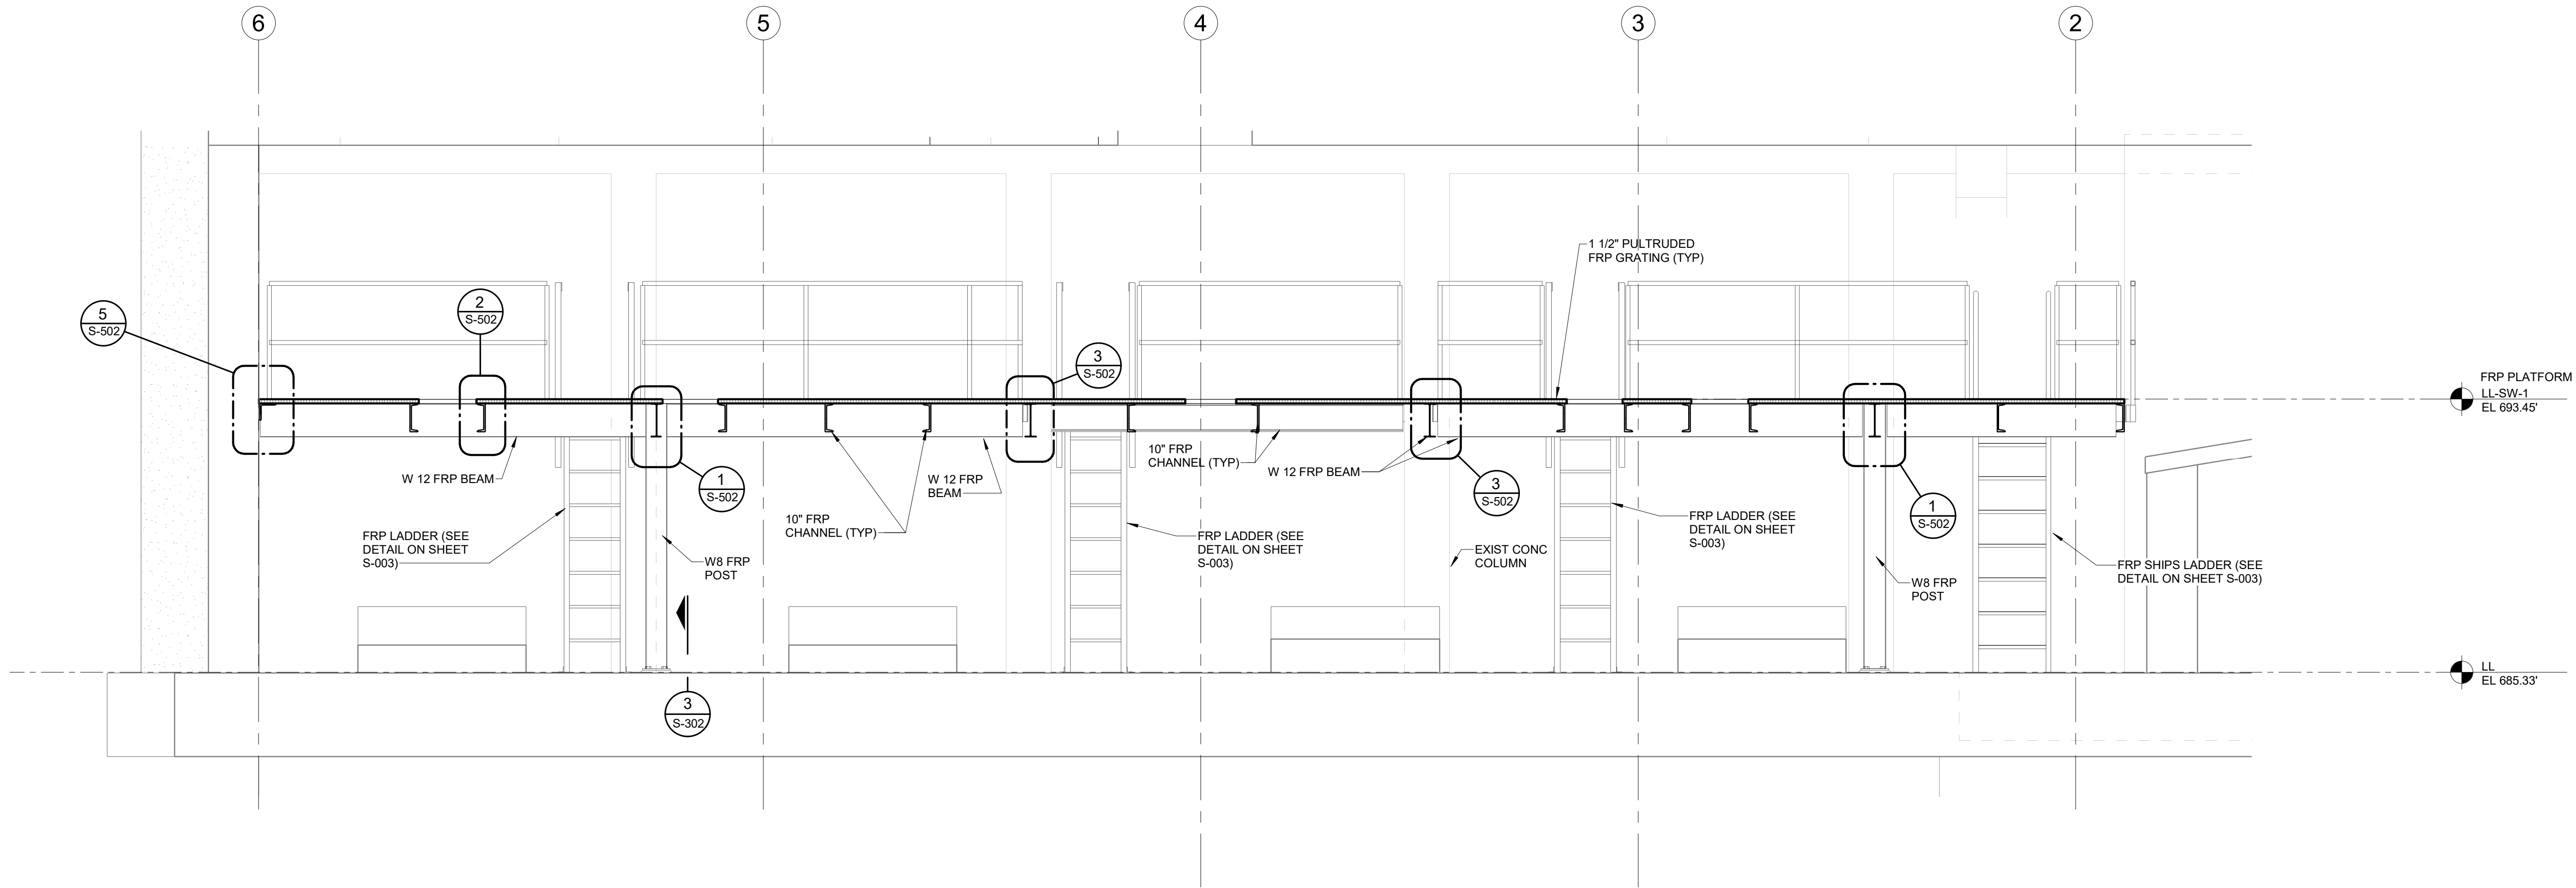 6
5
4
3
2
1 1/2" PULTRUDED
FRP GRATING (TYP)
5
S-502
2
S-502
3
S-502
FRP PLATFORM
LL-SW-1
EL 693.45'
W 12 FRP BEAM
1
S-502
W 12 FRP
BEAM
10" FRP
CHANNEL (TYP)
10" FRP
CHANNEL (TYP)
W 12 FRP BEAM
3
S-502
1
S-502
FRP LADDER (SEE
DETAIL ON SHEET
S-003)
W8 FRP
POST
FRP LADDER (SEE
DETAIL ON SHEET
S-003)
EXIST CONC
COLUMN
FRP LADDER (SEE
DETAIL ON SHEET
S-003)
W8 FRP
POST
FRP SHIPS LADDER (SEE
DETAIL ON SHEET S-003)
3
S-302
LL
EL 685.33'